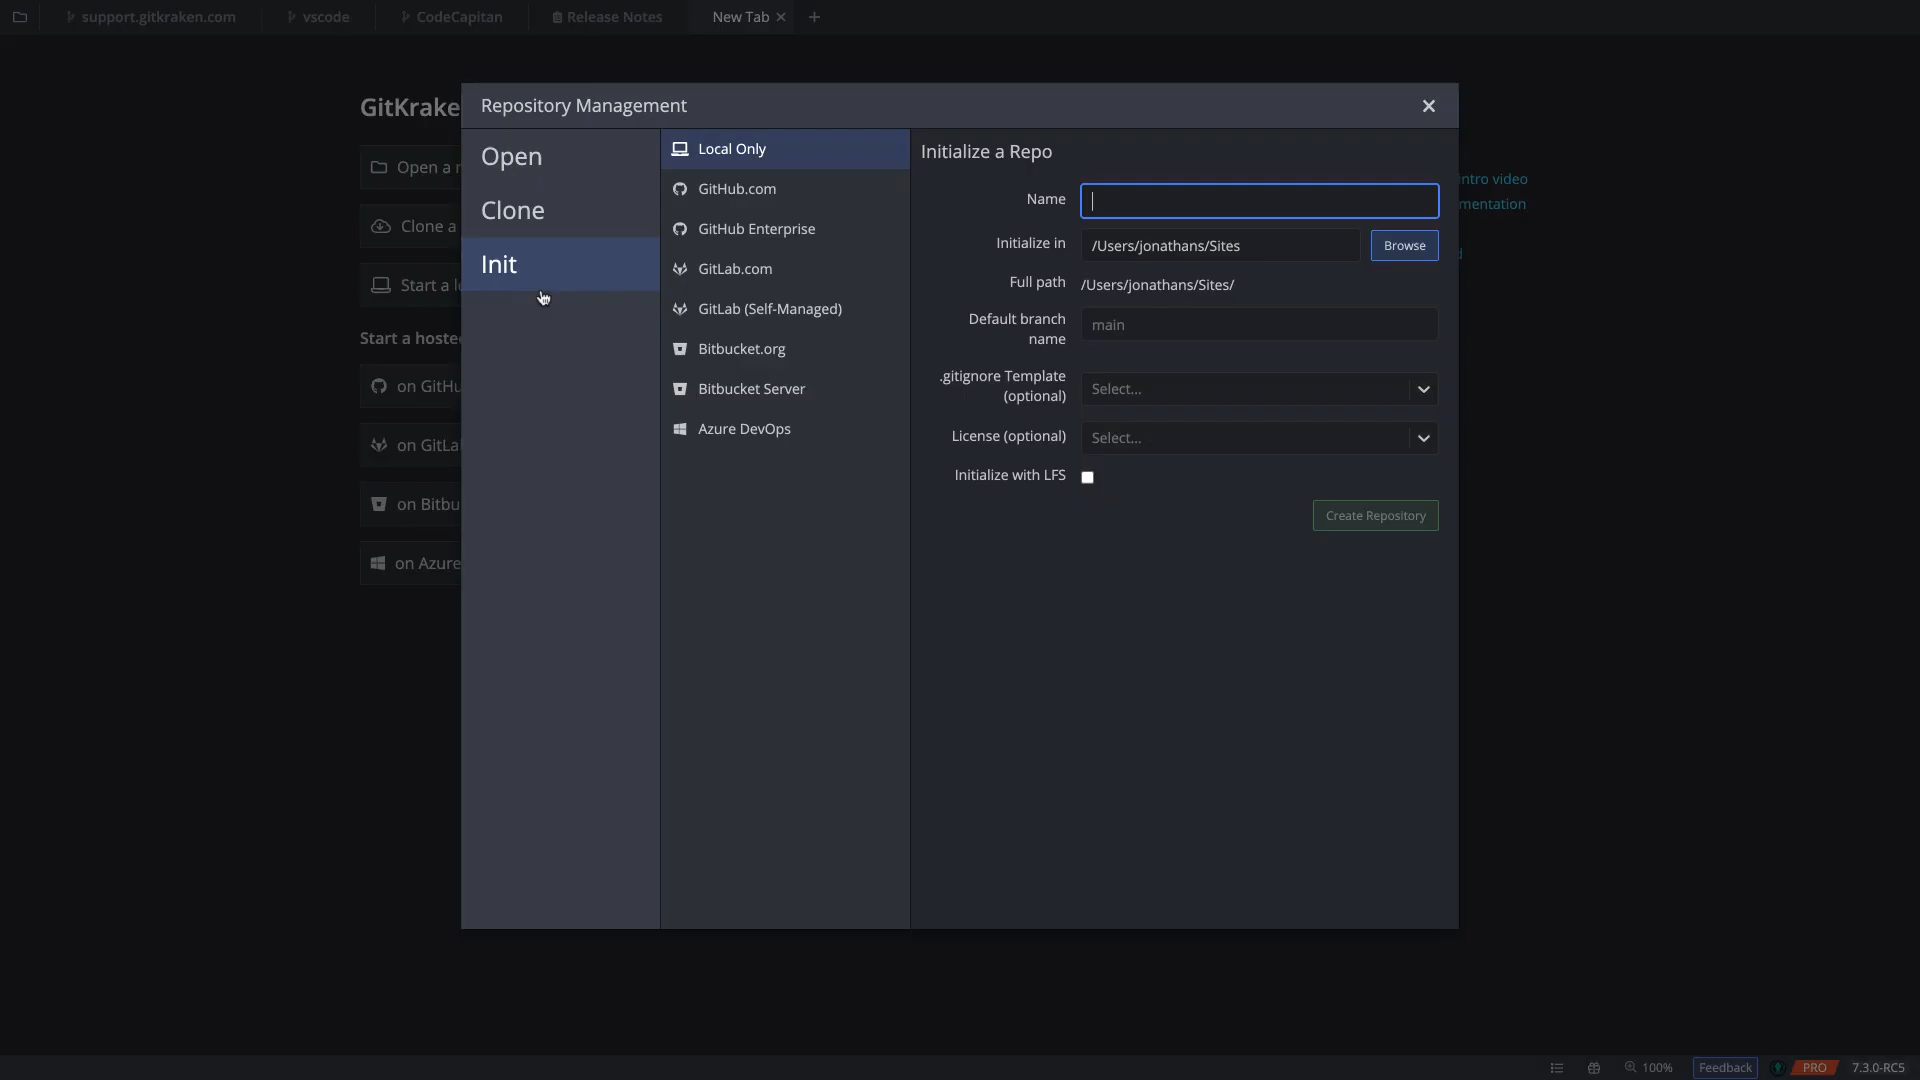 support.gitkraken.com
vscode
CodeCapitan
Release Notes
New Tab
GitKrake
Open a r
Clone a
Start a l
Start a hoste
on GitHu
on GitLa
on Bitbu
on Azure
Repository Management
Open
Clone
Init
Local Only
GitHub.com
GitHub Enterprise
GitLab.com
GitLab (Self-Managed)
Bitbucket.org
Bitbucket Server
Azure DevOps
Initialize a Repo
Name
Initialize in /Users/jonathans/Sites Browse
Full path /Users/jonathans/Sites/
Default branch
name
main
.gitignore Template
(optional)
Select...
License (optional) Select...
Initialize with LFS
Create Repository
ntro video
mentation
100% Feedback PRO 7.3.0-RC5